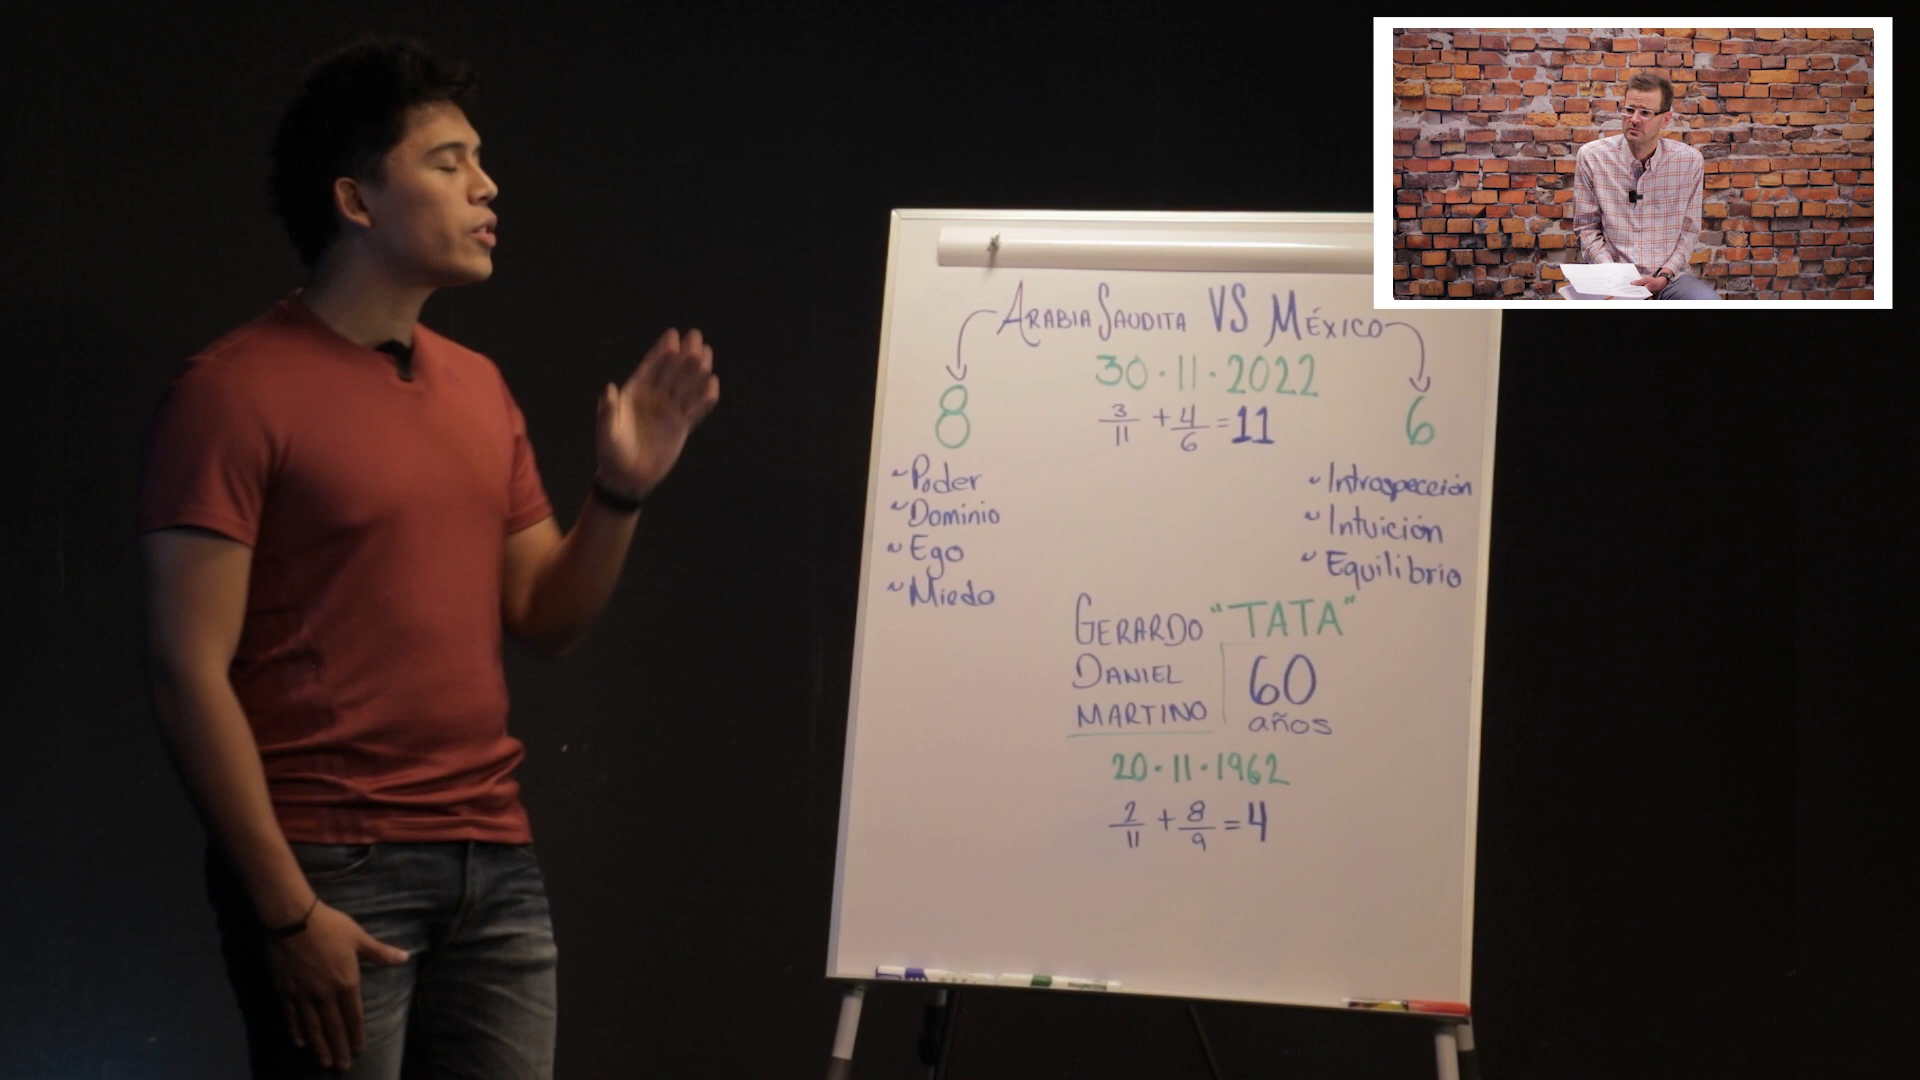 ARABIA SAUDITA VS MÉXICO
30·11·2022
8
3/11 + 4/6 = 11
6
~Poder
~Dominio
~Ego
~Miedo
~Introspección
~Intuición
~Equilibrio
GERARDO "TATA"
DANIEL
MARTINO
60
años
20·11·1962
2/11 + 8/9 = 4